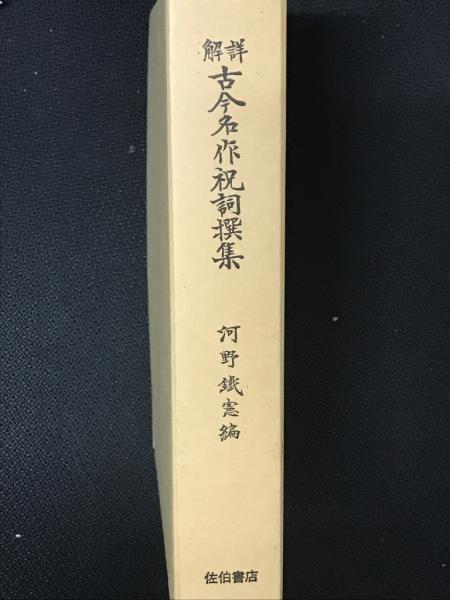 解詳
古今名作祝詞撰集
河野鐵憲編
佐伯書店